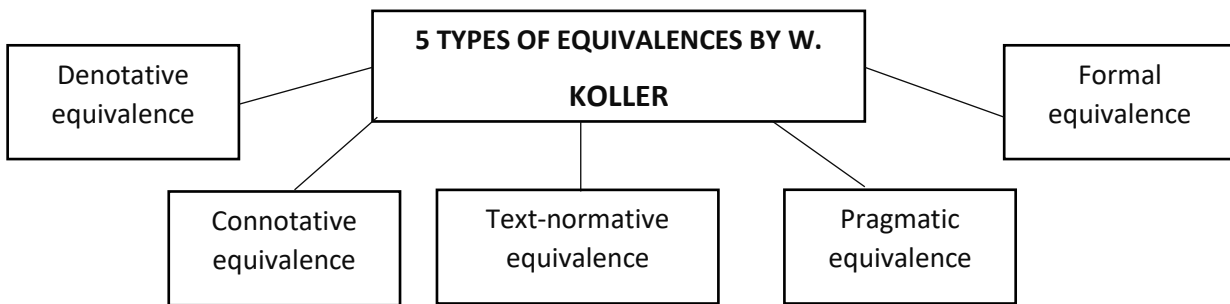 5 TYPES OF EQUIVALENCES BY W.
KOLLER
Denotative
equivalence
Formal
equivalence
Connotative
equivalence
Text-normative
equivalence
Pragmatic
equivalence